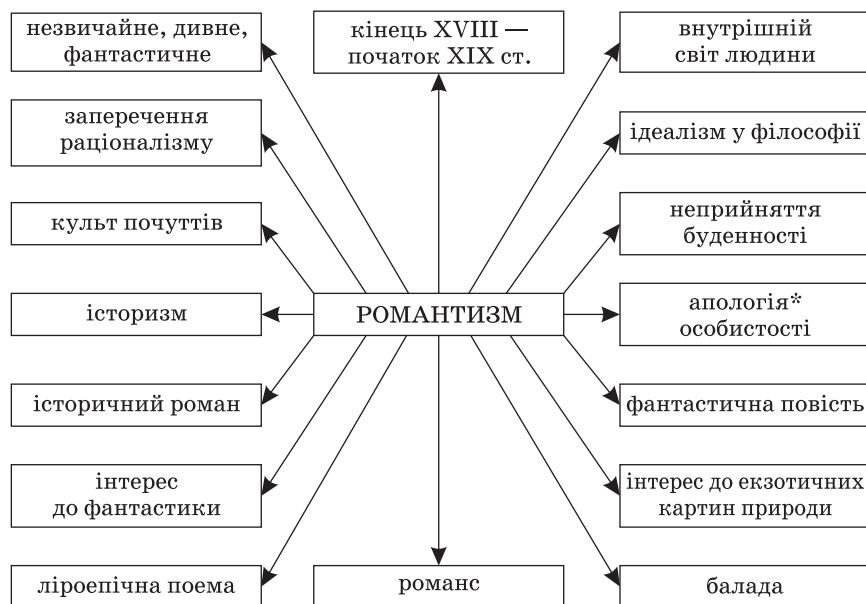 незвичайне, дивне,
фантастичне
кінець XVIII —
початок XIX ст.
внутрішній
світ людини
заперечення
раціоналізму
ідеалізм у філософії
культ почуттів
неприйняття
буденності
історизм
РОМАНТИЗМ
апологія*
особистості
історичний роман
фантастична повість
інтерес
до фантастики
інтерес до екзотичних
картин природи
ліроепічна поема
романс
балада